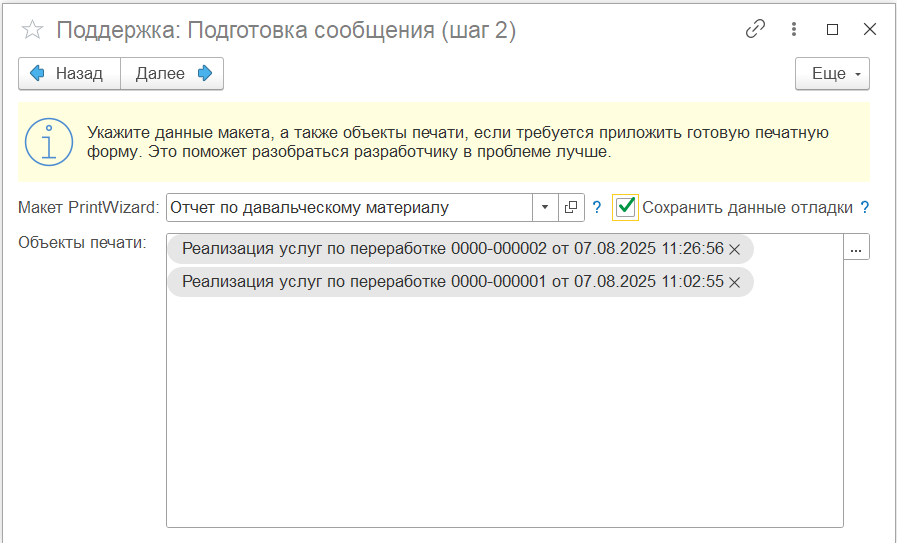 Поддержка: Подготовка сообщения (шаг 2)
Назад Далее Еще
Укажите данные макета, а также объекты печати, если требуется приложить готовую печатную
форму. Это поможет разобраться разработчику в проблеме лучше.
Макет PrintWizard: Отчет по давальческому материалу ? Сохранить данные отладки ?
Объекты печати: Реализация услуг по переработке 0000-000002 от 07.08.2025 11:26:56 ...
Реализация услуг по переработке 0000-000001 от 07.08.2025 11:02:55